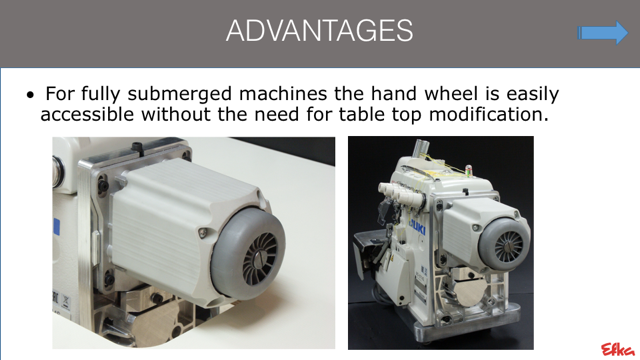 ADVANTAGES
• For fully submerged machines the hand wheel is easily
accessible without the need for table top modification.
Efka